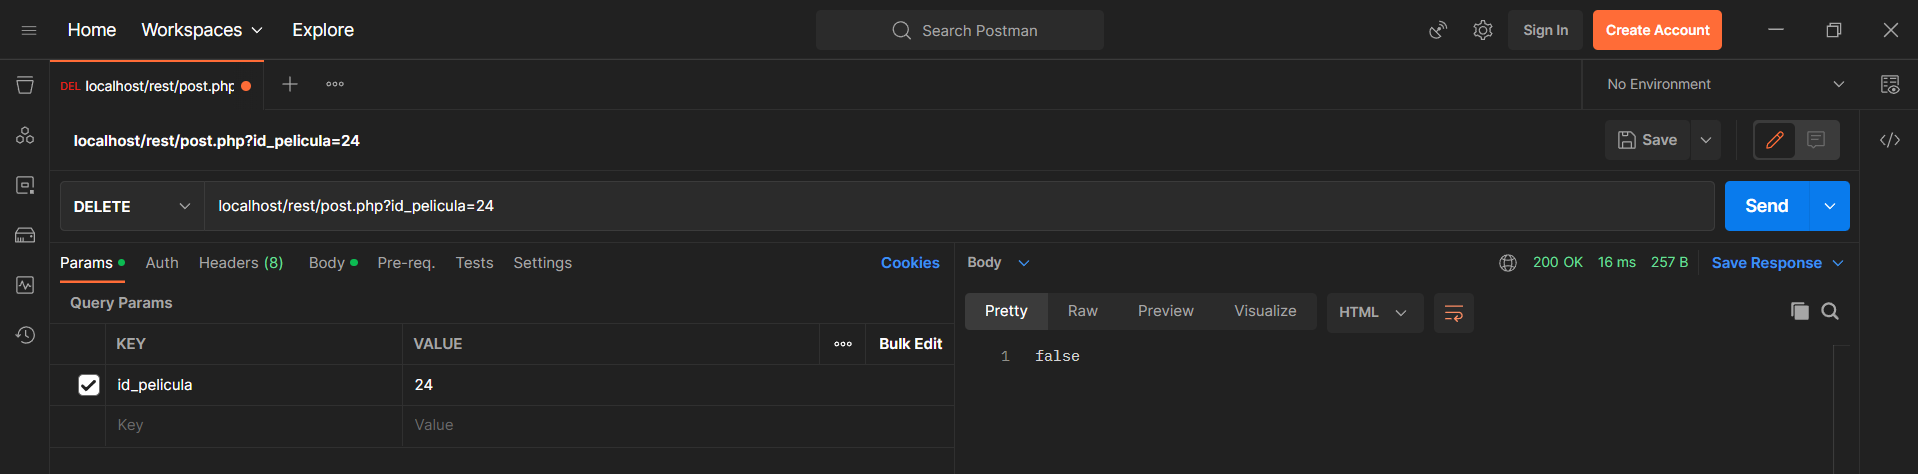 Home Workspaces Explore Search Postman Sign In Create Account
DEL localhost/rest/post.php No Environment
localhost/rest/post.php?id_pelicula=24 Save
DELETE localhost/rest/post.php?id_pelicula=24 Send
Params Auth Headers (8) Body Pre-req. Tests Settings Cookies
Query Params
KEY VALUE Bulk Edit
id_pelicula 24
Key Value
Body 200 OK 16 ms 257 B Save Response
Pretty Raw Preview Visualize HTML
1 false